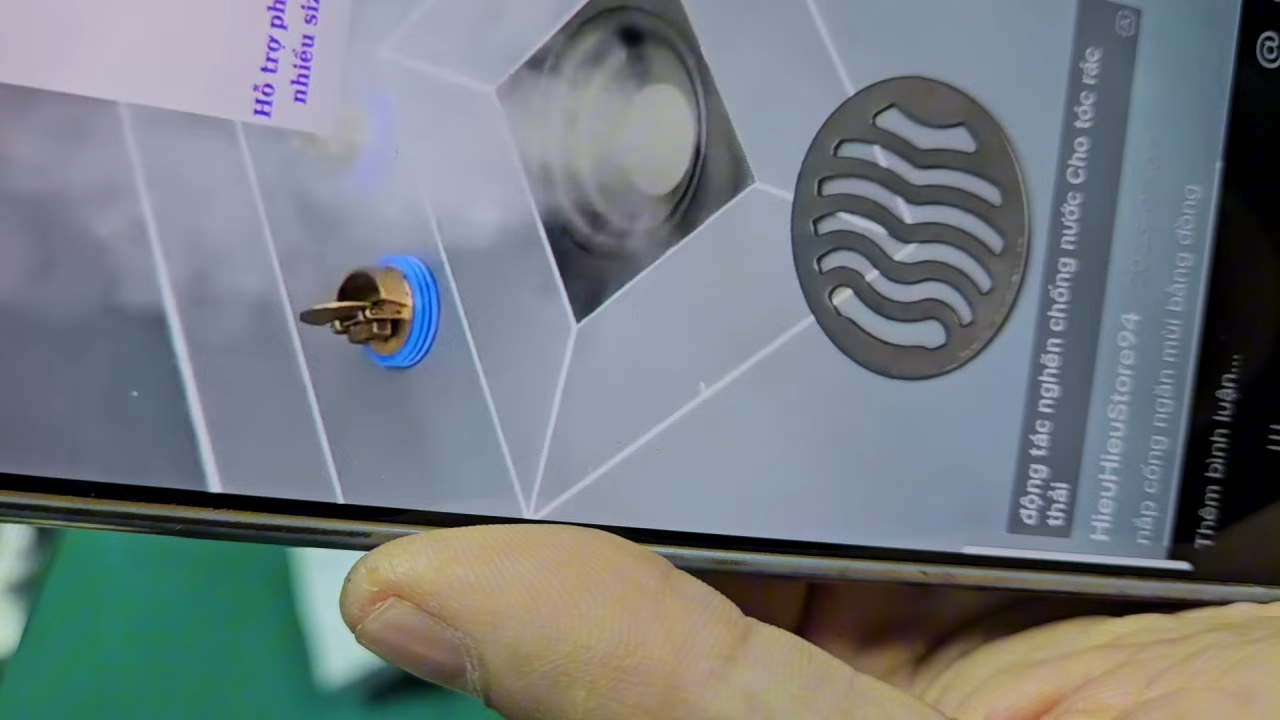 Hỗ trợ ph
nhiều siz
động tác nghẽn chống nước Cho tóc rác
thải
HieuHieuStore94
nắp cống ngăn mùi bằng đồng
Thêm bình luận...
@